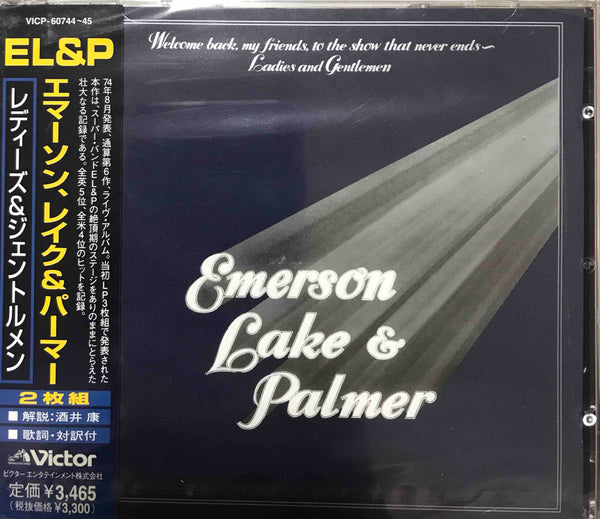 VICP-60744~45
EL&P
エマーソン、レイク&パーマー
レディーズ&ジェントルメン
'74年8月発表、通算第6作、ライヴ・アルバム。当初LP3枚組で発表された
本作は、スーパー・バンドEL&Pの絶頂期のステージをありのままにとらえた
壮大なる記録である。全英5位、全米4位のヒットを記録。
2枚組
■解説:酒井 康
■歌詞・対訳付
Victor
ビクターエンタテインメント株式会社
定価¥3,465
(税抜価格¥3,300)
Welcome back, my friends, to the show that never ends~
Ladies and Gentlemen
Emerson
Lake &
Palmer